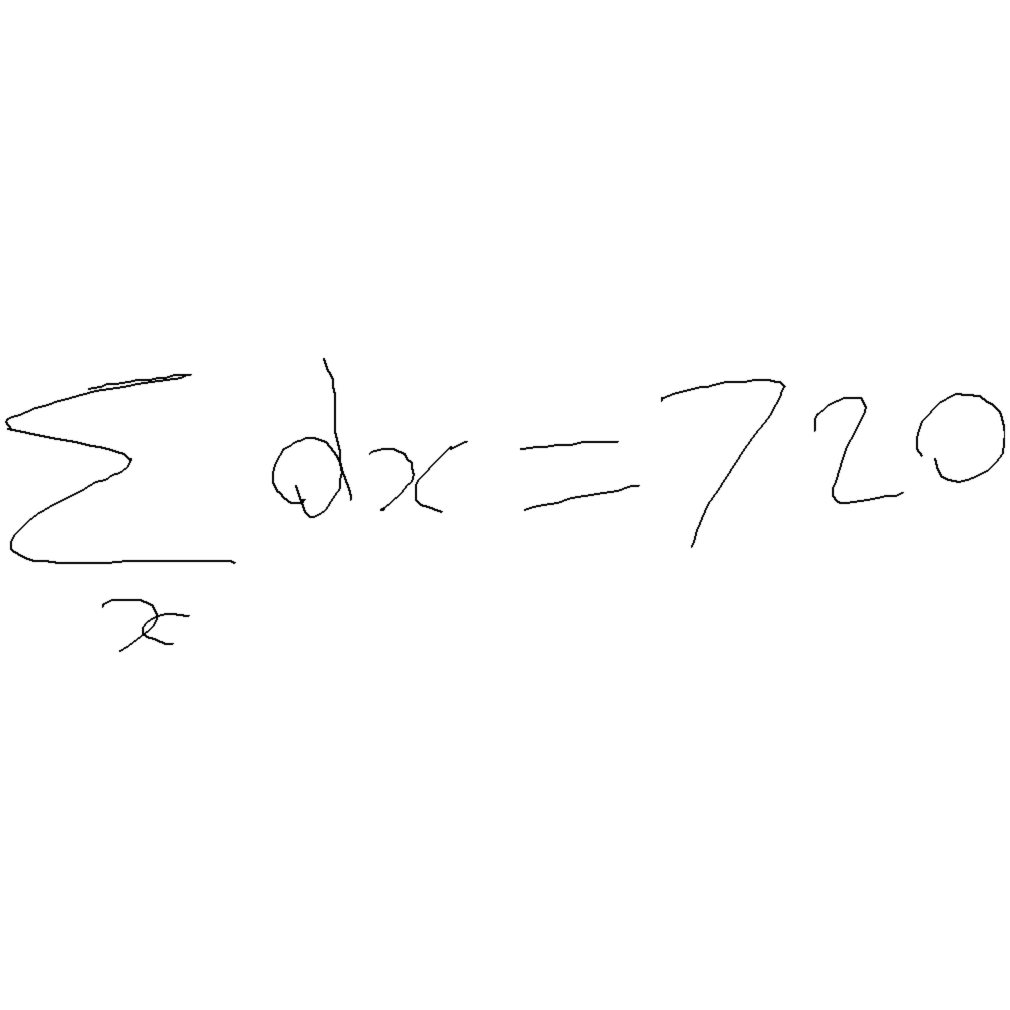 ∑ dx = 720
x